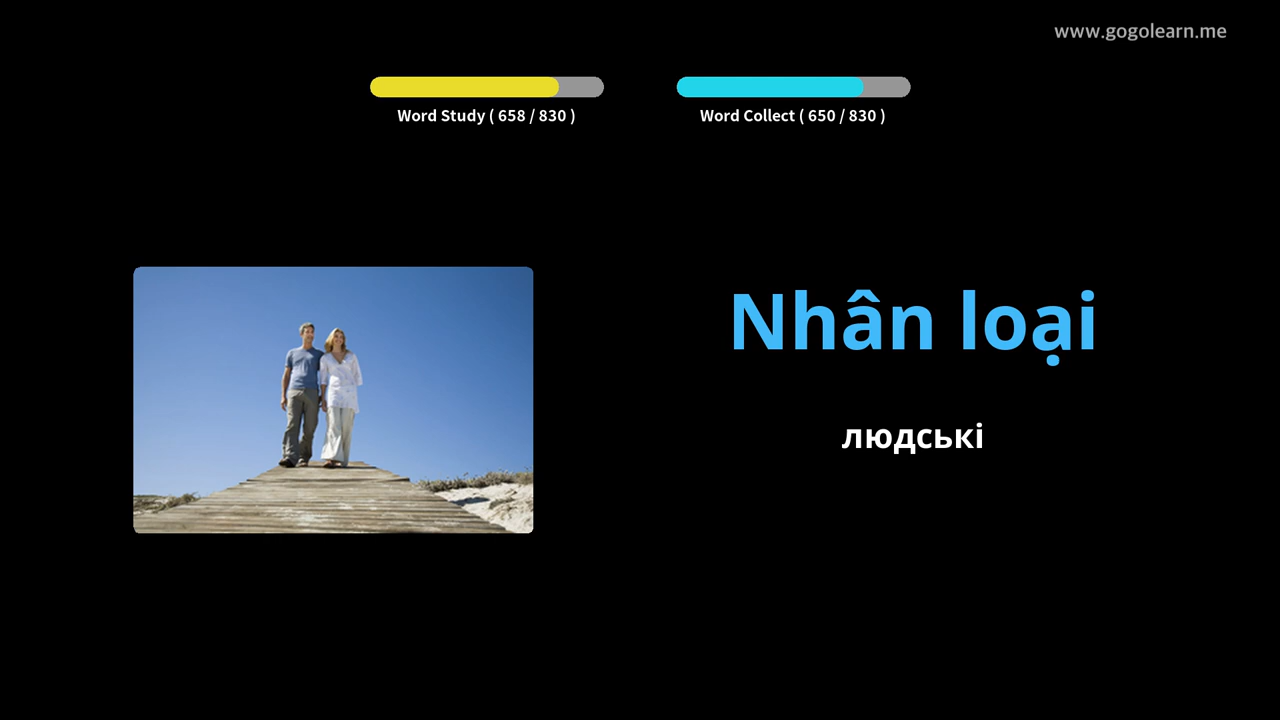 www.gogolearn.me
Word Study ( 658 / 830 )
Word Collect ( 650 / 830 )
Nhân loại
людські